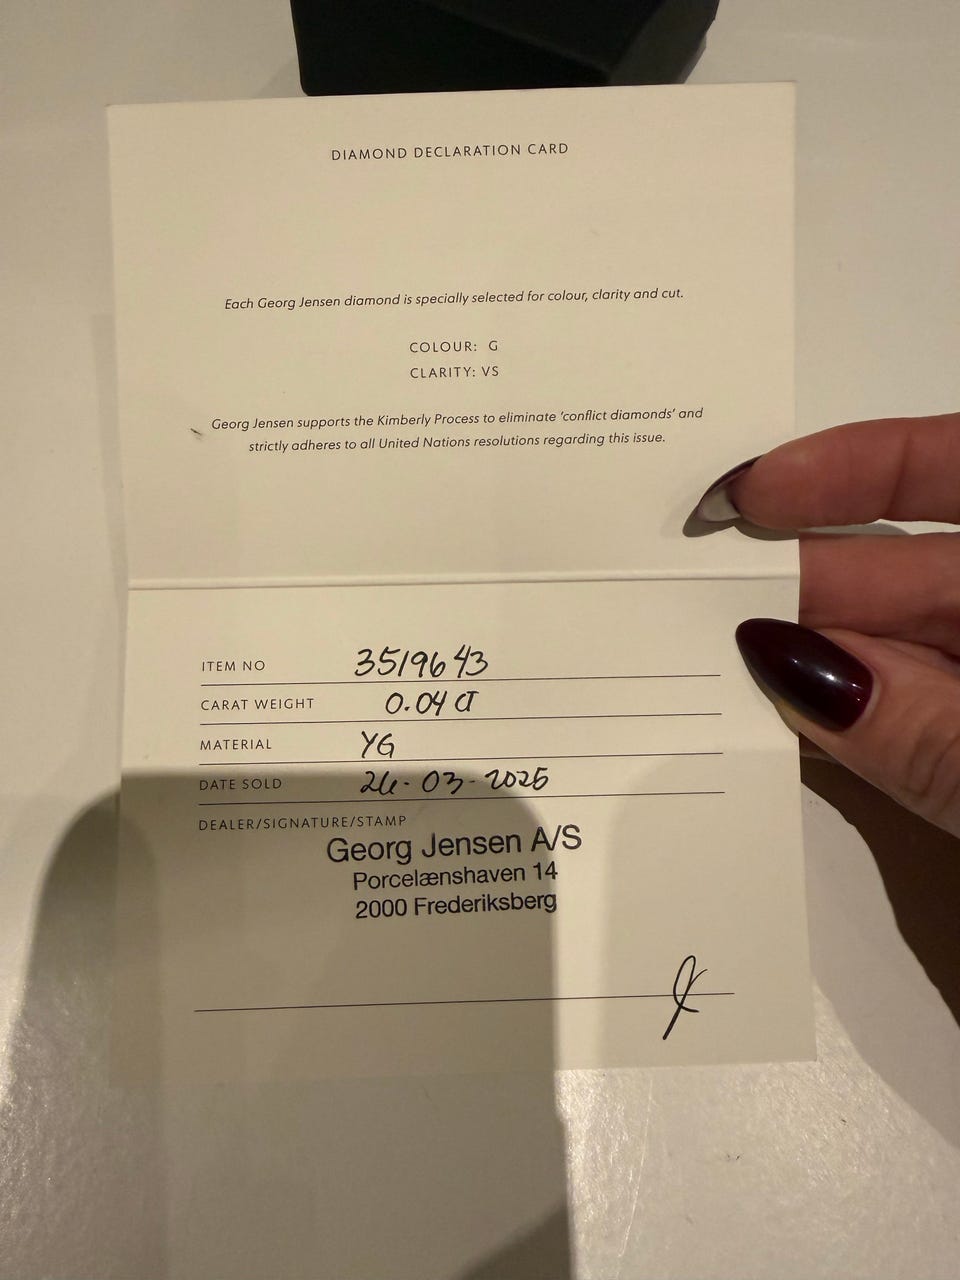 DIAMOND DECLARATION CARD
Each Georg Jensen diamond is specially selected for colour, clarity and cut.
COLOUR: G
CLARITY: VS
Georg Jensen supports the Kimberly Process to eliminate 'conflict diamonds' and
strictly adheres to all United Nations resolutions regarding this issue.
ITEM NO 3519643
CARAT WEIGHT 0.04 CT
MATERIAL YG
DATE SOLD 26-03-2025
DEALER/SIGNATURE/STAMP
Georg Jensen A/S
Porcelænshaven 14
2000 Frederiksberg